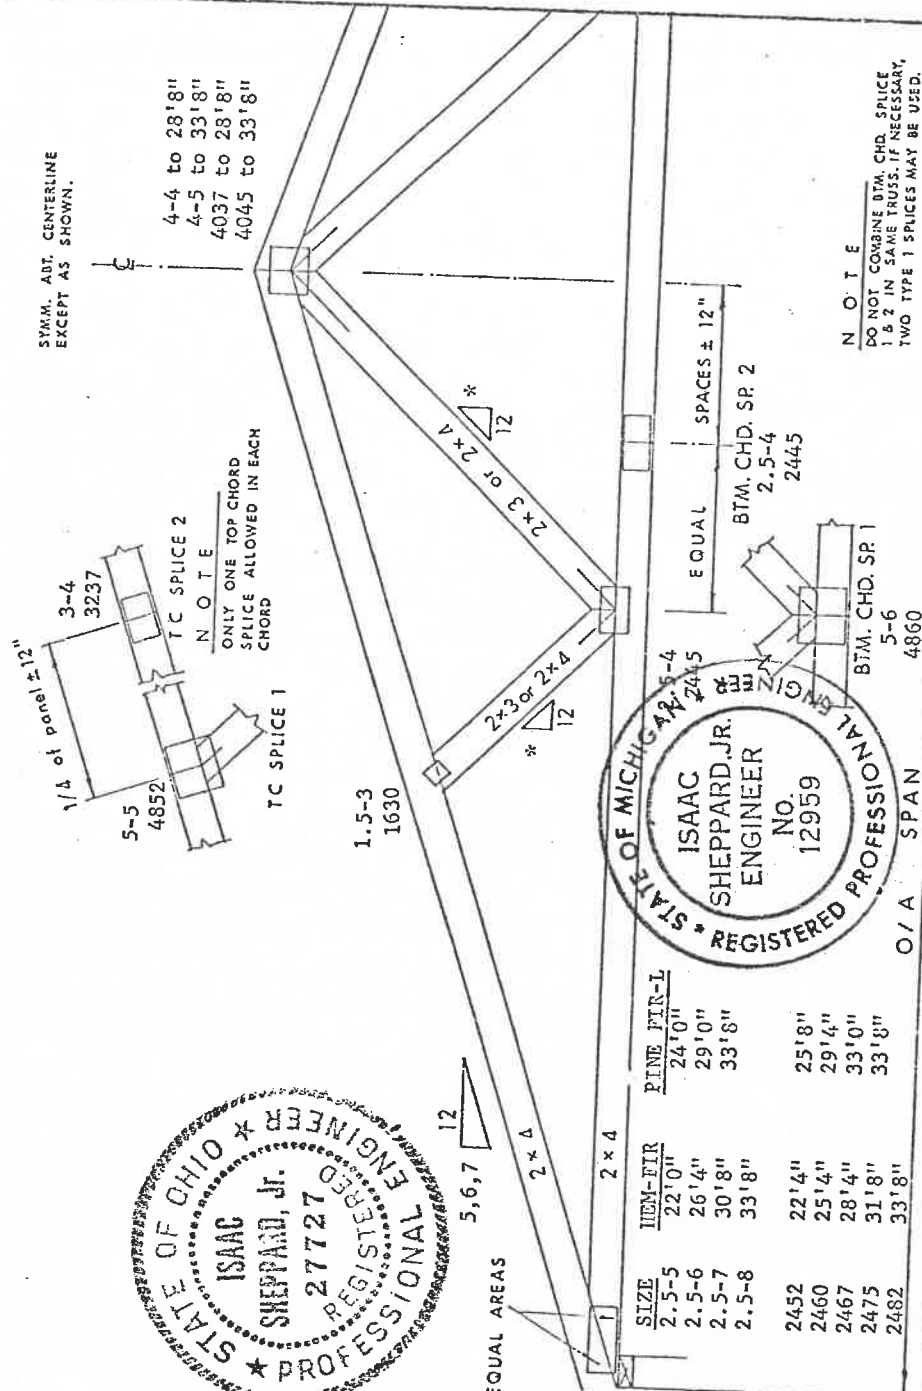 SYMM. ABT. CENTERLINE
EXCEPT AS SHOWN.
4-4 to 28'8"
4-5 to 33'8"
4037 to 28'8"
4045 to 33'8"
1/4 of panel ±12"
3-4
3237
TC SPLICE 2
N O T E
ONLY ONE TOP CHORD
SPLICE ALLOWED IN EACH
CHORD
5-5
4852
TC SPLICE 1
1.5-3
1630
2×3 or 2×4
12
*
2×3 or 2×4
12
*
EQUAL SPACES ± 12"
BTM. CHD. SP. 2
2.5-4
2445
5-4
2445
BTM. CHD. SP. 1
5-6
4860
N O T E
DO NOT COMBINE BTM. CHD. SPLICE
1 & 2 IN SAME TRUSS. IF NECESSARY,
TWO TYPE 1 SPLICES MAY BE USED.
STATE OF OHIO
ISAAC
SHEPPARD, Jr.
27727
REGISTERED
★ PROFESSIONAL ENGINEER ★
12
5,6,7
2×4
2×4
EQUAL AREAS
SIZE HEM-FIR PINE FIR-L
2.5-5 22'0" 24'0"
2.5-6 26'4" 29'0"
2.5-7 30'8" 33'8"
2.5-8 33'8"
2452 22'4" 25'8"
2460 25'4" 29'4"
2467 28'4" 33'0"
2475 31'8" 33'8"
2482 33'8"
STATE OF MICHIGAN
ISAAC
SHEPPARD,JR.
ENGINEER
No.
12959
* REGISTERED PROFESSIONAL ENGINEER *
O/A SPAN